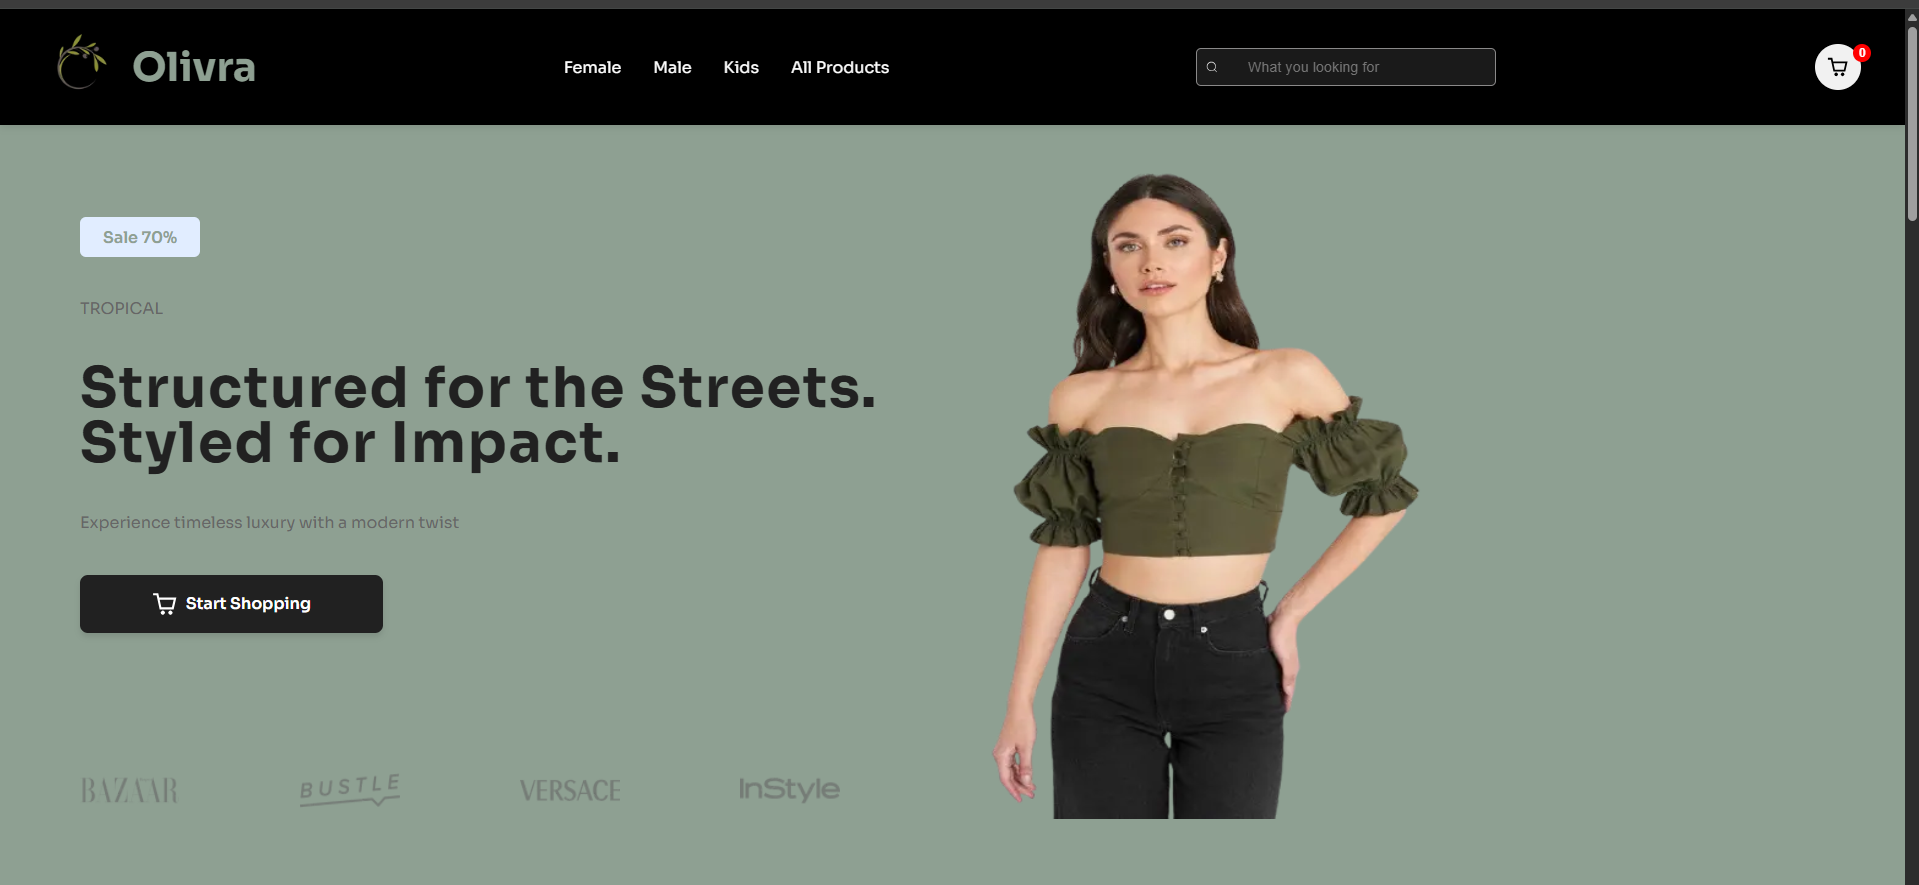 Olivra
Female Male Kids All Products
What you looking for
0
Sale 70%
TROPICAL
Structured for the Streets.
Styled for Impact.
Experience timeless luxury with a modern twist
Start Shopping
BAZAAR BUSTLE VERSACE InStyle